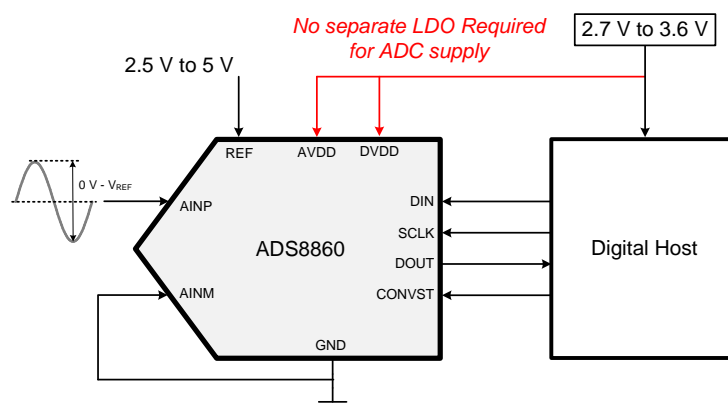 No separate LDO Required
for ADC supply
2.7 V to 3.6 V
2.5 V to 5 V
REF
AVDD
DVDD
0 V - VREF
AINP
DIN
SCLK
ADS8860
Digital Host
DOUT
AINM
CONVST
GND